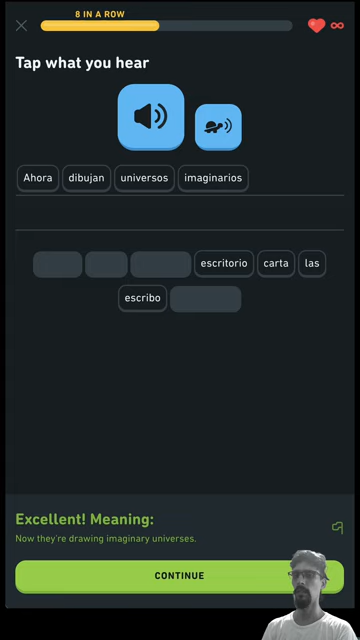 8 IN A ROW
Tap what you hear
Ahora dibujan universos imaginarios
escritorio carta las
escribo
Excellent! Meaning:
Now they're drawing imaginary universes.
CONTINUE